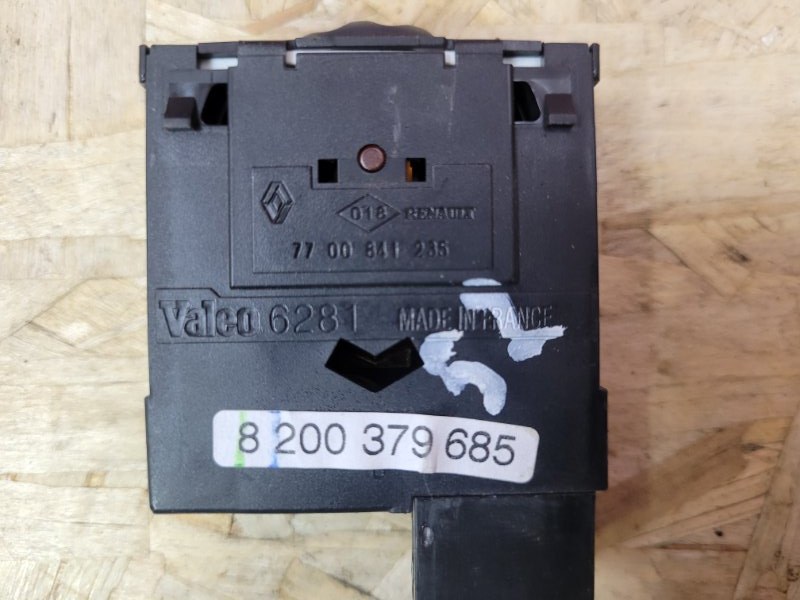 018 RENAULT
77 00 841 235
Valeo 6281 MADE IN FRANCE
8 200 379 685